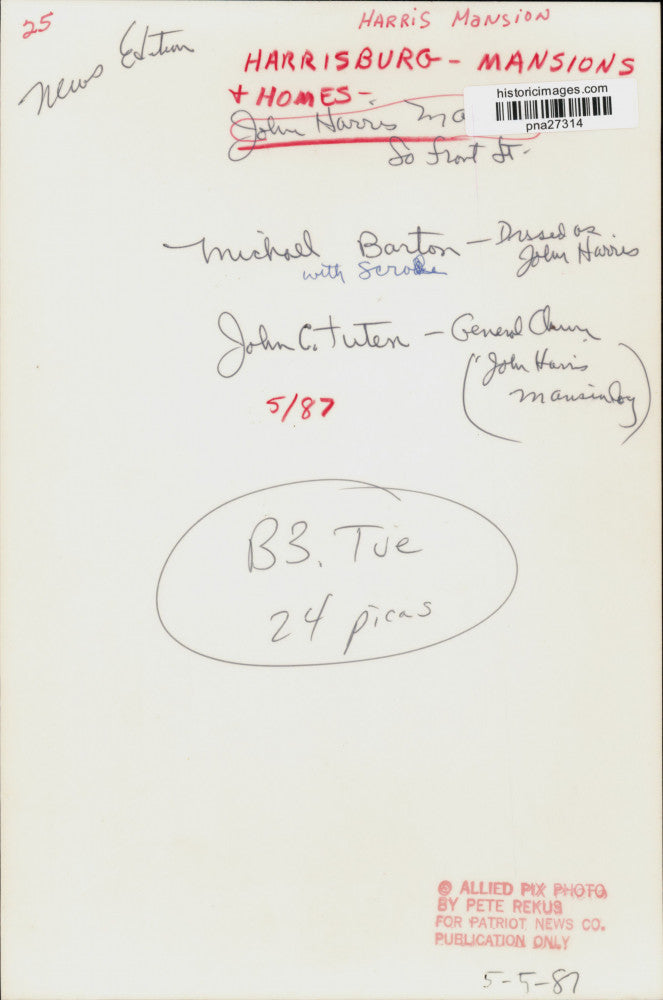 25
HARRIS MANSION
News Edition
HARRISBURG - MANSIONS
+ HOMES -
historicimages.com
pna27314
John Harris Ma
So Front St.
Michael Barton - Dressed as
John Harris
with
John C. Tuten - General Chmn
("John Harris
Mansion Day)
5/87
B3. Tue
24 picas
© ALLIED PIX PHOTO
BY PETE REKUS
FOR PATRIOT NEWS CO.
PUBLICATION ONLY
5-5-87